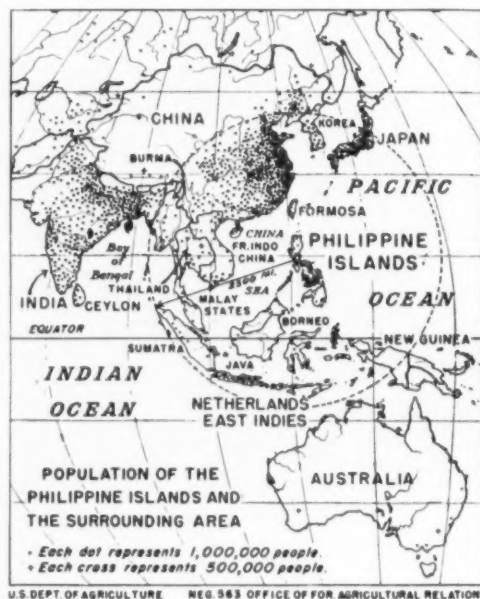 CHINA
KOREA
JAPAN
BURMA
PACIFIC
FORMOSA
CHINA
FR. INDO
CHINA
PHILIPPINE
ISLANDS
Bay
of
Bengal
THAILAND
SEA
INDIA
CEYLON
MALAY
STATES
OCEAN
BORNEO
EQUATOR
NEW GUINEA
SUMATRA
JAVA
INDIAN
OCEAN
NETHERLANDS
EAST INDIES
AUSTRALIA
POPULATION OF THE
PHILIPPINE ISLANDS AND
THE SURROUNDING AREA
Each dot represents 1,000,000 people.
+ Each cross represents 500,000 people.
U.S. DEPT. OF AGRICULTURE NEG. 563 OFFICE OF FOR. AGRICULTURAL RELATION